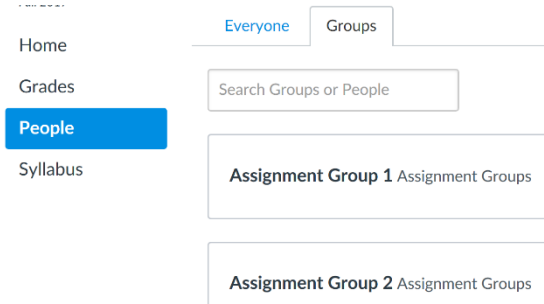 Home
Grades
People
Syllabus
Everyone
Groups
Search Groups or People
Assignment Group 1 Assignment Groups
Assignment Group 2 Assignment Groups